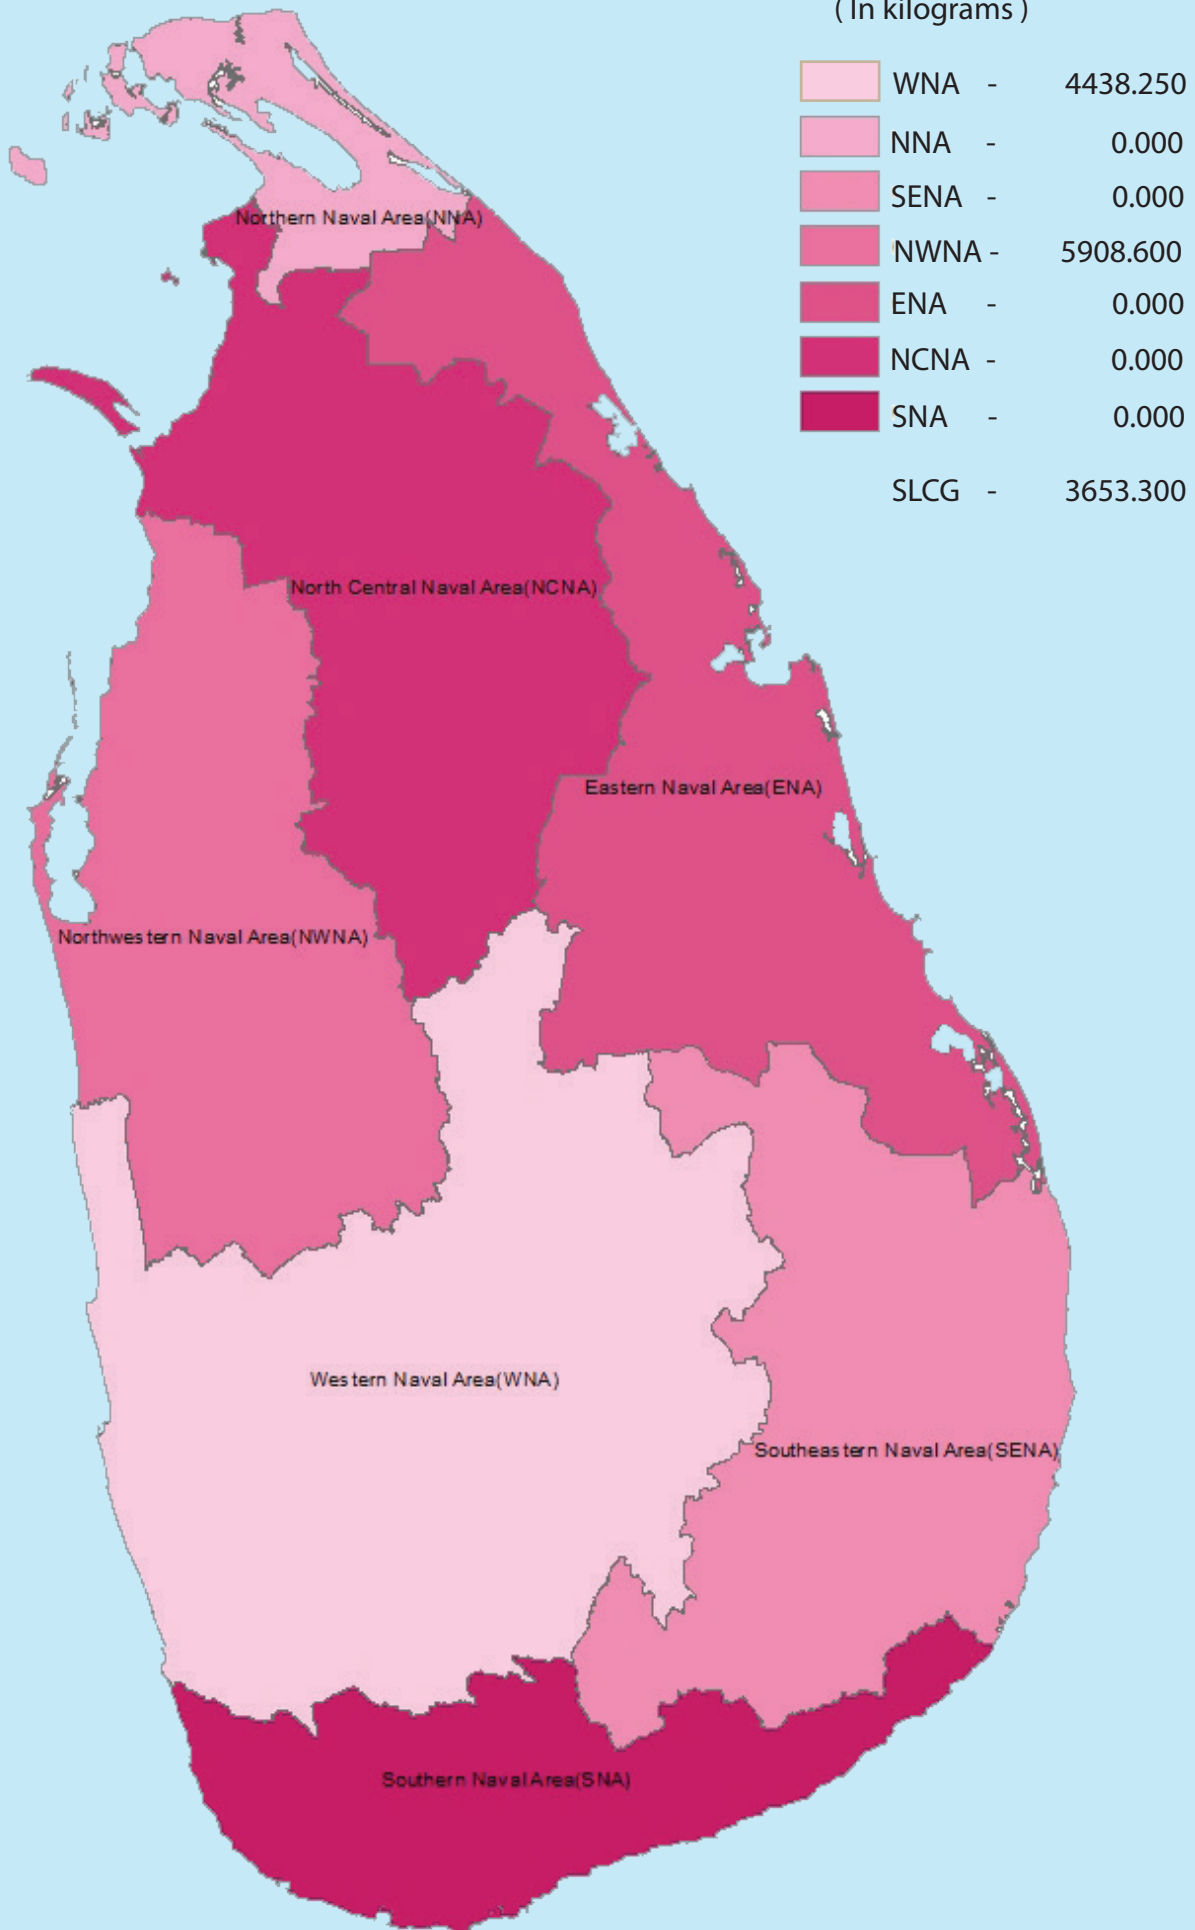 ( In kilograms )
WNA - 4438.250
NNA - 0.000
SENA - 0.000
NWNA - 5908.600
ENA - 0.000
NCNA - 0.000
SNA - 0.000
SLCG - 3653.300
Northern Naval Area(NNA)
North Central Naval Area(NCNA)
Eastern Naval Area(ENA)
Northwestern Naval Area(NWNA)
Western Naval Area(WNA)
Southeastern Naval Area(SENA)
Southern Naval Area(SNA)